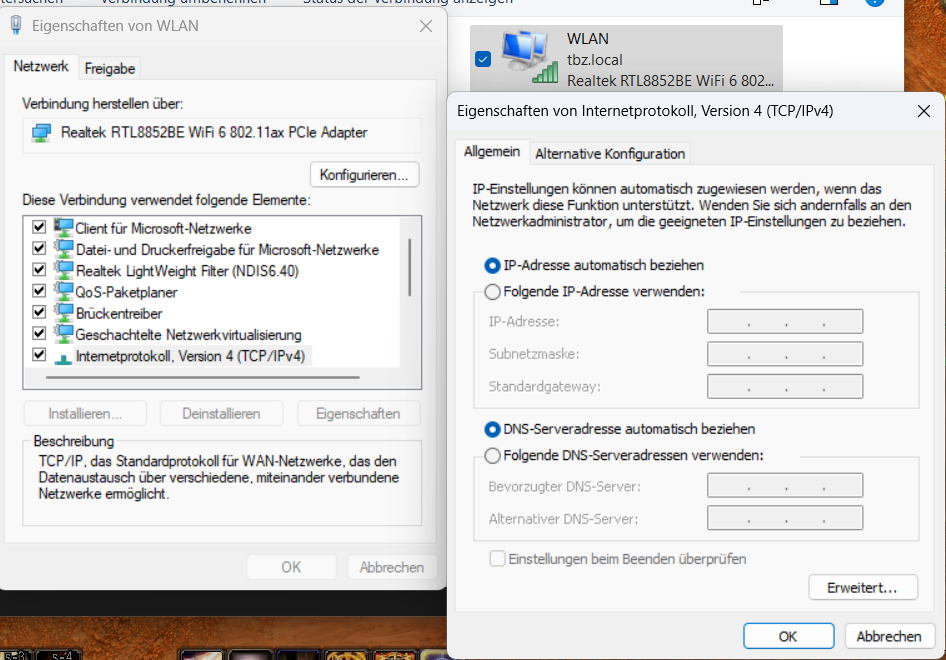 Verbindung umbenennen
Status der Verbindung anzeigen
Eigenschaften von WLAN
Netzwerk
Freigabe
Verbindung herstellen über:
Realtek RTL8852BE WiFi 6 802.11ax PCIe Adapter
Konfigurieren...
Diese Verbindung verwendet folgende Elemente:
Client für Microsoft-Netzwerke
Datei- und Druckerfreigabe für Microsoft-Netzwerke
Realtek LightWeight Filter (NDIS6.40)
QoS-Paketplaner
Brückentreiber
Geschachtelte Netzwerkvirtualisierung
Internetprotokoll, Version 4 (TCP/IPv4)
Installieren...
Deinstallieren
Eigenschaften
Beschreibung
TCP/IP, das Standardprotokoll für WAN-Netzwerke, das den
Datenaustausch über verschiedene, miteinander verbundene
Netzwerke ermöglicht.
OK
Abbrechen
WLAN
tbz.local
Realtek RTL8852BE WiFi 6 802...
Eigenschaften von Internetprotokoll, Version 4 (TCP/IPv4)
Allgemein
Alternative Konfiguration
IP-Einstellungen können automatisch zugewiesen werden, wenn das
Netzwerk diese Funktion unterstützt. Wenden Sie sich andernfalls an den
Netzwerkadministrator, um die geeigneten IP-Einstellungen zu beziehen.
IP-Adresse automatisch beziehen
Folgende IP-Adresse verwenden:
IP-Adresse:
Subnetzmaske:
Standardgateway:
DNS-Serveradresse automatisch beziehen
Folgende DNS-Serveradressen verwenden:
Bevorzugter DNS-Server:
Alternativer DNS-Server:
Einstellungen beim Beenden überprüfen
Erweitert...
OK
Abbrechen